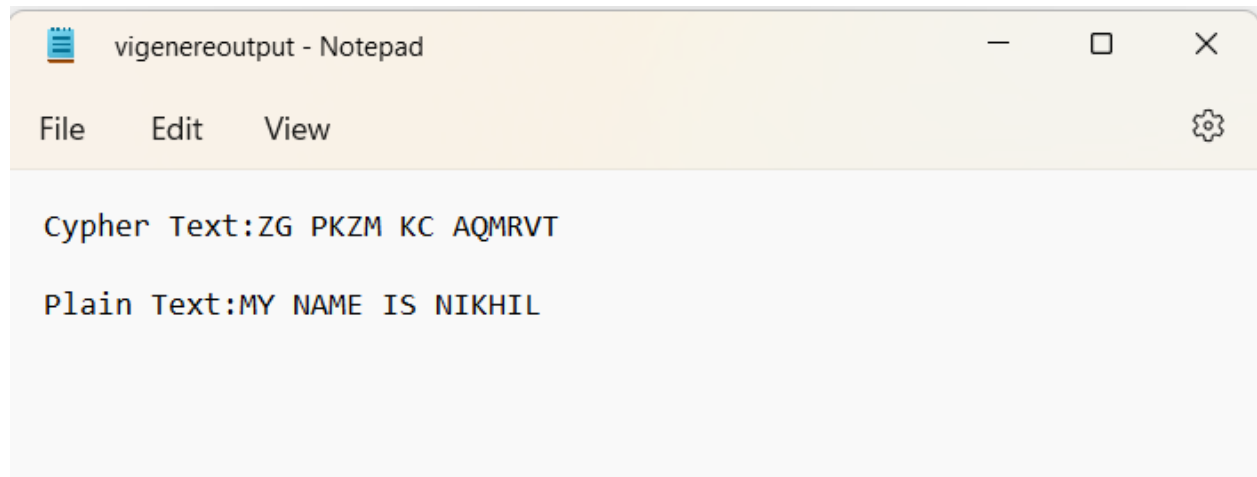 vigenereoutput - Notepad
File Edit View
Cypher Text:ZG PKZM KC AQMRVT
Plain Text:MY NAME IS NIKHIL